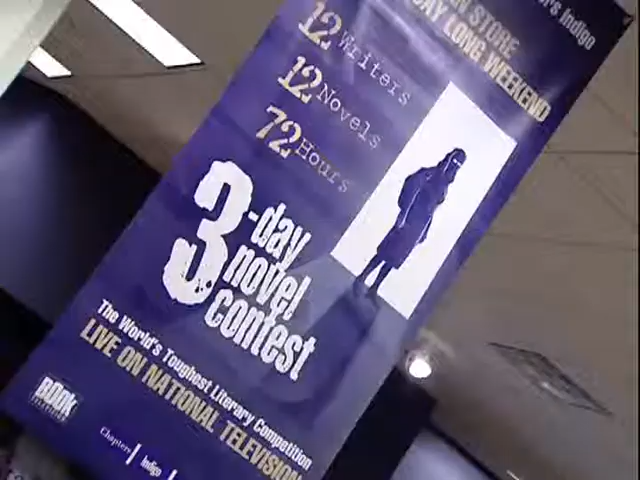 's Indigo
STORE
DAY LONG WEEKEND
12 Writers
12 Novels
72 Hours
3-day
novel
contest
The World's Toughest Literary Competition
LIVE ON NATIONAL TELEVISION
BOOK
Chapters Indigo